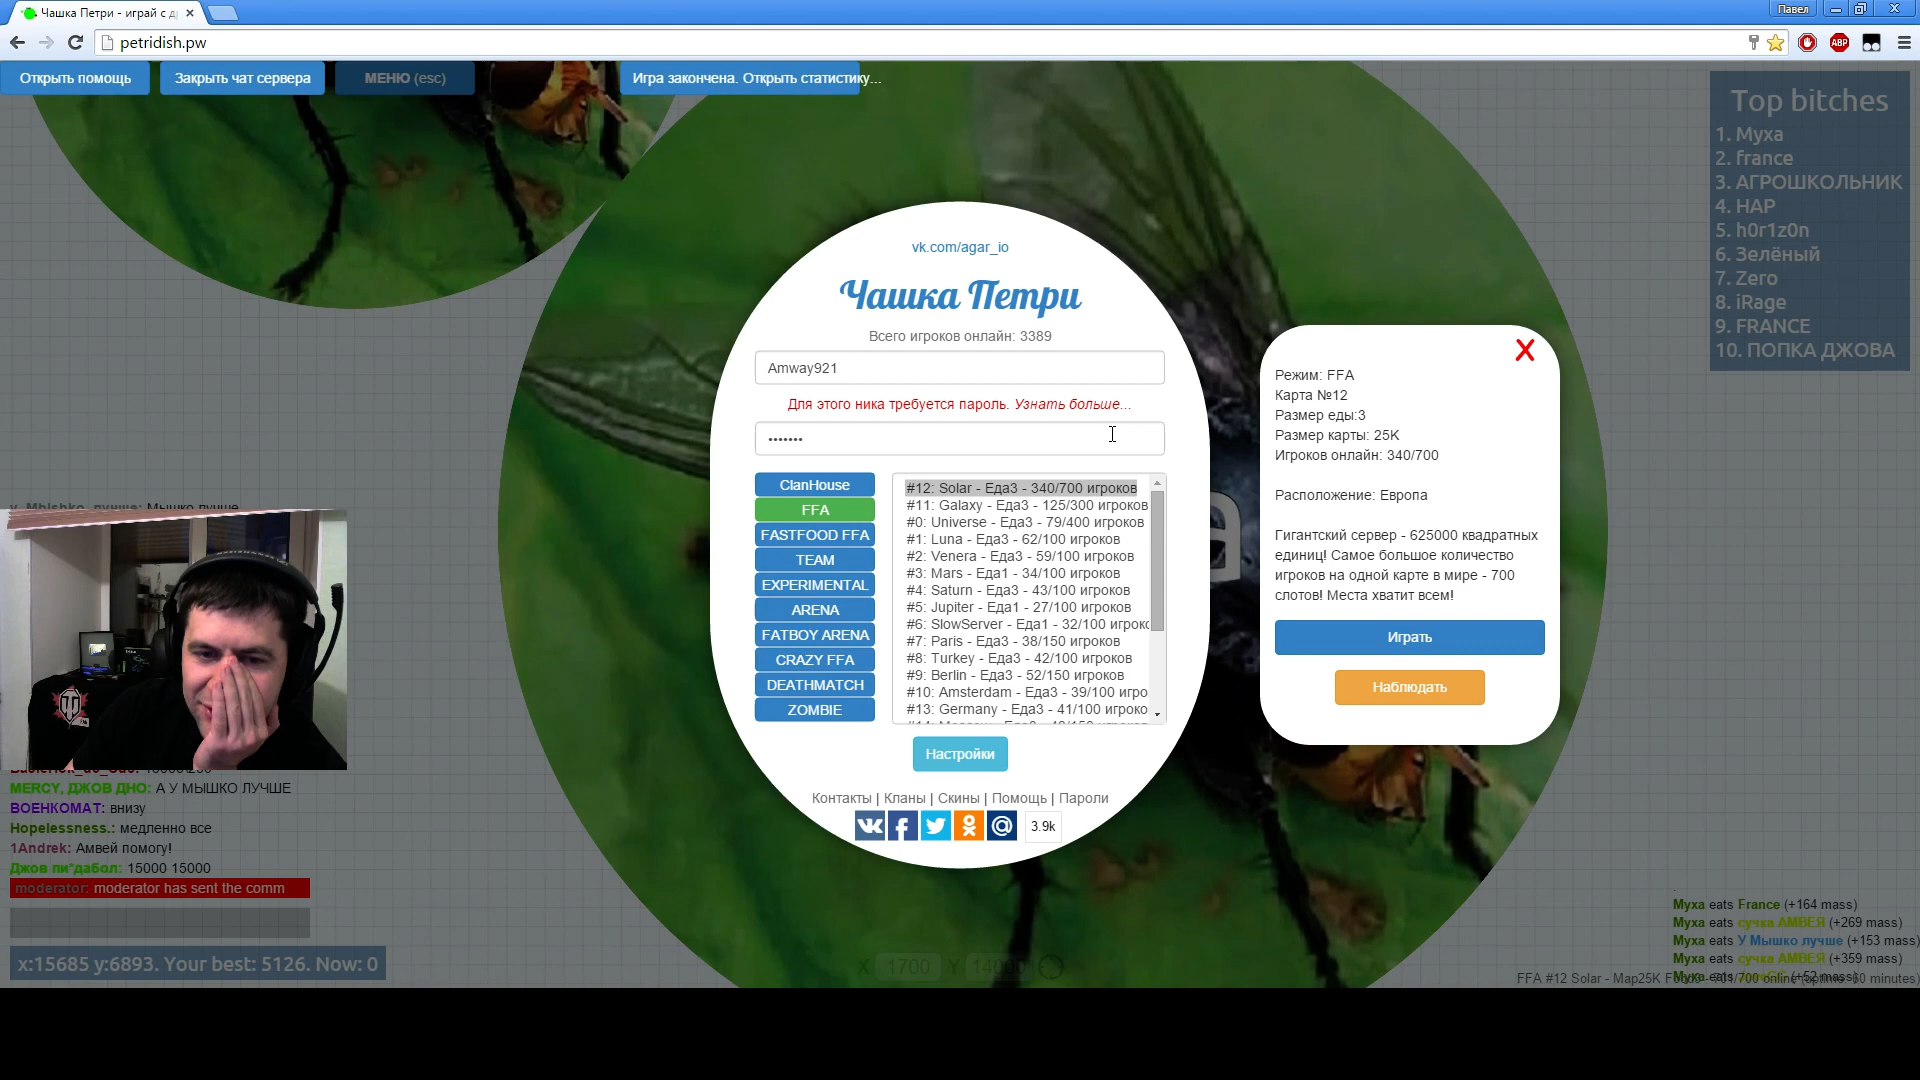 Чашка Петри - играй с д
Павел
petridish.pw
ABP
Открыть помощь
Закрыть чат сервера
МЕНЮ (esc)
Игра закончена. Открыть статистику...
Top bitches
1. Муха
2. france
3. АГРОШКОЛЬНИК
4. HAP
5. h0r1z0n
6. Зелёный
7. Zero
8. iRage
9. FRANCE
10. ПОПКА ДЖОВА
vk.com/agar_io
Чашка Петри
Всего игроков онлайн: 3389
Amway921
Для этого ника требуется пароль. Узнать больше...
•••••••
ClanHouse
FFA
FASTFOOD FFA
TEAM
EXPERIMENTAL
ARENA
FATBOY ARENA
CRAZY FFA
DEATHMATCH
ZOMBIE
#12: Solar - Еда3 - 340/700 игроков
#11: Galaxy - Еда3 - 125/300 игроков
#0: Universe - Еда3 - 79/400 игроков
#1: Luna - Еда3 - 62/100 игроков
#2: Venera - Еда3 - 59/100 игроков
#3: Mars - Еда1 - 34/100 игроков
#4: Saturn - Еда3 - 43/100 игроков
#5: Jupiter - Еда1 - 27/100 игроков
#6: SlowServer - Еда1 - 32/100 игрокс
#7: Paris - Еда3 - 38/150 игроков
#8: Turkey - Еда3 - 42/100 игроков
#9: Berlin - Еда3 - 52/150 игроков
#10: Amsterdam - Еда3 - 39/100 игро
#13: Germany - Еда3 - 41/100 игроко
Настройки
Контакты | Кланы | Скины | Помощь | Пароли
3.9k
X
Режим: FFA
Карта №12
Размер еды:3
Размер карты: 25K
Игроков онлайн: 340/700
Расположение: Европа
Гигантский сервер - 625000 квадратных
единиц! Самое большое количество
игроков на одной карте в мире - 700
слотов! Места хватит всем!
Играть
Наблюдать
MERCY, ДЖОВ ДНО: А У МЫШКО ЛУЧШЕ
ВОЕНКОМАТ: внизу
Hopelessness.: медленно все
1Andrek: Амвей помогу!
Джов пи*дабол: 15000 15000
moderator: moderator has sent the comm
x:15685 y:6893. Your best: 5126. Now: 0
X 1700 Y 14000
Муха eats France (+164 mass)
Муха eats сучка АМВЕЯ (+269 mass)
Муха eats У Мышко лучше (+153 mass)
Муха eats сучка АМВЕЯ (+359 mass)
FFA #12 Solar - Map25K